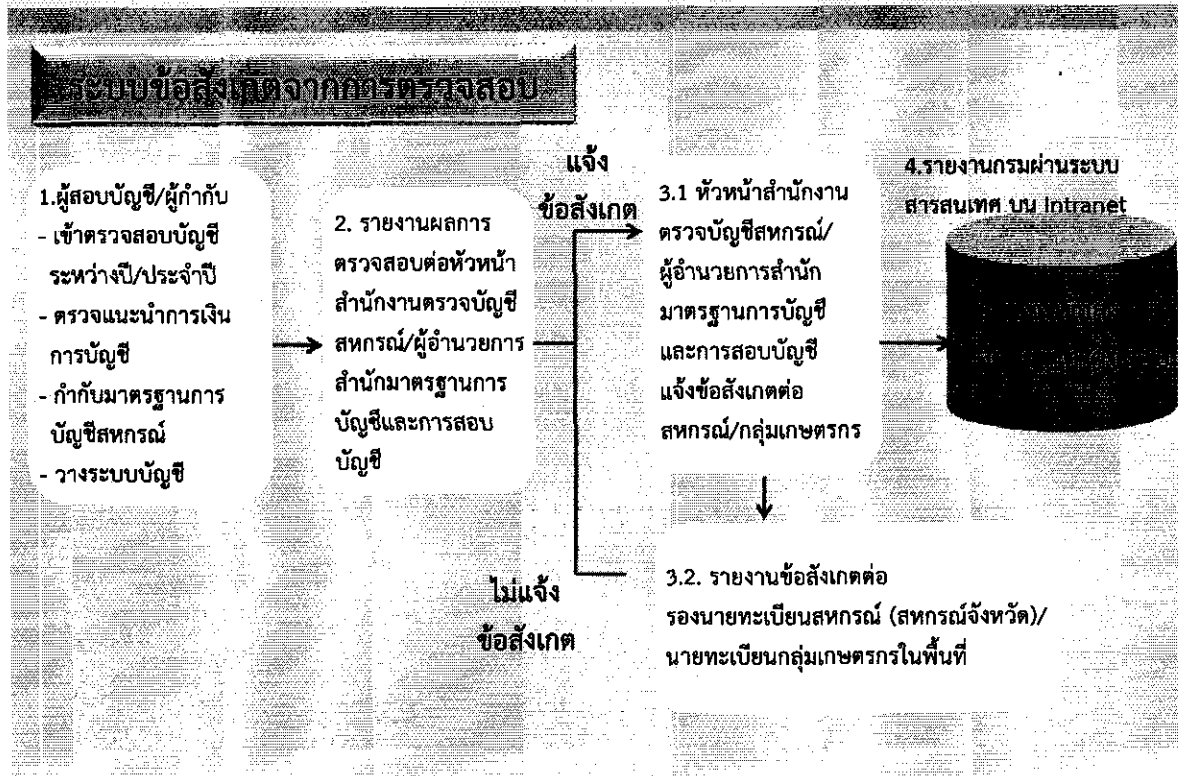 ระบบข้อสังเกตจากการตรวจสอบ
1.ผู้สอบบัญชี/ผู้กำกับ
- เข้าตรวจสอบบัญชี
ระหว่างปี/ประจำปี
- ตรวจแนะนำการเงิน
การบัญชี
- กำกับมาตรฐานการ
บัญชีสหกรณ์
- วางระบบบัญชี
2. รายงานผลการ
ตรวจสอบต่อหัวหน้า
สำนักงานตรวจบัญชี
สหกรณ์/ผู้อำนวยการ
สำนักมาตรฐานการ
บัญชีและการสอบ
บัญชี
แจ้ง
ข้อสังเกต
3.1 หัวหน้าสำนักงาน
ตรวจบัญชีสหกรณ์/
ผู้อำนวยการสำนัก
มาตรฐานการบัญชี
และการสอบบัญชี
แจ้งข้อสังเกตต่อ
สหกรณ์/กลุ่มเกษตรกร
4.รายงานกรมผ่านระบบ
สารสนเทศ บน Intranet
ไม่แจ้ง
ข้อสังเกต
3.2. รายงานข้อสังเกตต่อ
รองนายทะเบียนสหกรณ์ (สหกรณ์จังหวัด)/
นายทะเบียนกลุ่มเกษตรกรในพื้นที่